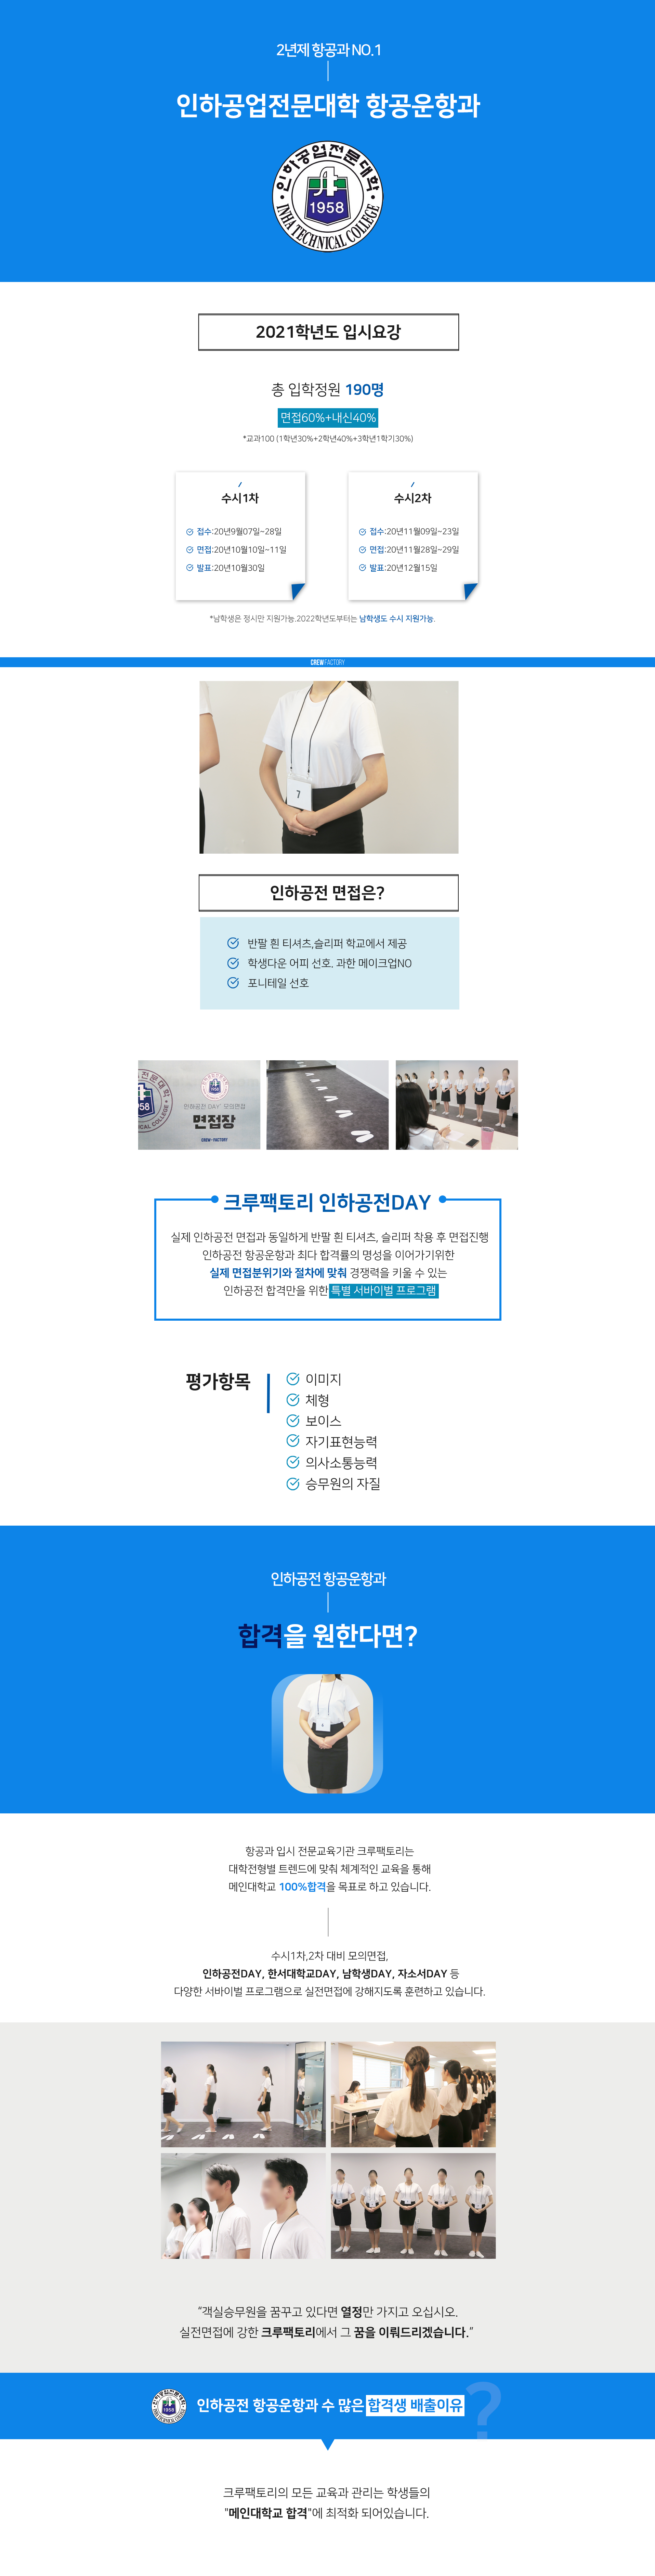 2년제 항공과 NO.1
인하공업전문대학 항공운항과
인하공업전문대학
1958
INHA TECHNICAL COLLEGE
2021학년도 입시요강
총 입학정원 190명
면접60%+내신40%
*교과100 (1학년30%+2학년40%+3학년1학기30%)
수시1차
접수:20년9월07일~28일
면접:20년10월10일~11일
발표:20년10월30일
수시2차
접수:20년11월09일~23일
면접:20년11월28일~29일
발표:20년12월15일
*남학생은 정시만 지원가능.2022학년도부터는 남학생도 수시 지원가능.
CREWFACTORY
7
인하공전 면접은?
반팔 흰 티셔츠,슬리퍼 학교에서 제공
학생다운 어피 선호. 과한 메이크업NO
포니테일 선호
인하공전 DAY' 모의면접
면접장
CREW FACTORY
크루팩토리 인하공전DAY
실제 인하공전 면접과 동일하게 반팔 흰 티셔츠, 슬리퍼 착용 후 면접진행
인하공전 항공운항과 최다 합격률의 명성을 이어가기위한
실제 면접분위기와 절차에 맞춰 경쟁력을 키울 수 있는
인하공전 합격만을 위한 특별 서바이벌 프로그램
평가항목
이미지
체형
보이스
자기표현능력
의사소통능력
승무원의 자질
인하공전 항공운항과
합격을 원한다면?
항공과 입시 전문교육기관 크루팩토리는
대학전형별 트렌드에 맞춰 체계적인 교육을 통해
메인대학교 100%합격을 목표로 하고 있습니다.
수시1차,2차 대비 모의면접,
인하공전DAY, 한서대학교DAY, 남학생DAY, 자소서DAY 등
다양한 서바이벌 프로그램으로 실전면접에 강해지도록 훈련하고 있습니다.
"객실승무원을 꿈꾸고 있다면 열정만 가지고 오십시오.
실전면접에 강한 크루팩토리에서 그 꿈을 이뤄드리겠습니다."
인하공전 항공운항과 수 많은 합격생 배출이유
?
크루팩토리의 모든 교육과 관리는 학생들의
"메인대학교 합격"에 최적화 되어있습니다.